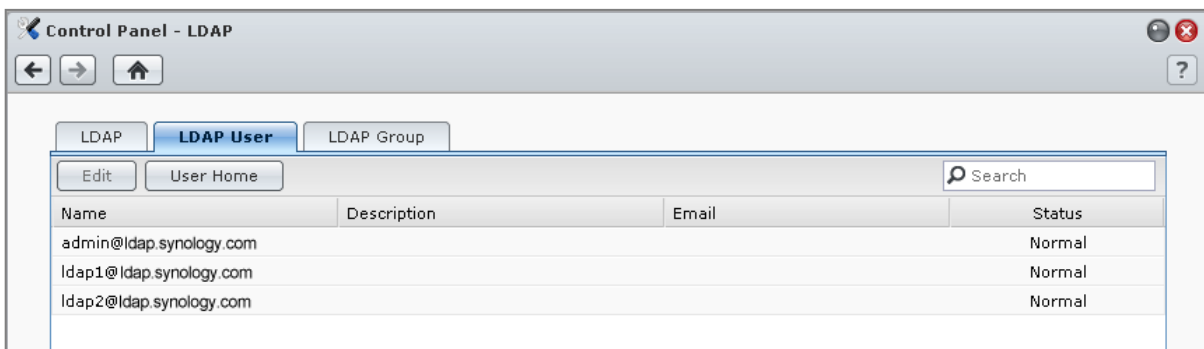 Control Panel - LDAP
?
LDAP LDAP User LDAP Group
Edit User Home Search
Name Description Email Status
admin@ldap.synology.com Normal
ldap1@ldap.synology.com Normal
ldap2@ldap.synology.com Normal